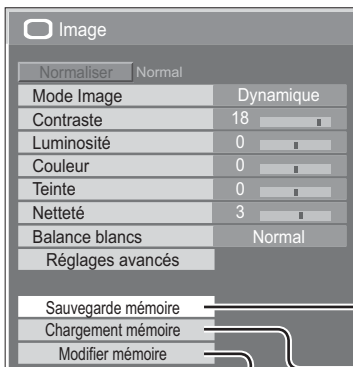 Image
Normaliser Normal
Mode Image Dynamique
Contraste 18
Luminosité 0
Couleur 0
Teinte 0
Netteté 3
Balance blancs Normal
Réglages avancés
Sauvegarde mémoire
Chargement mémoire
Modifier mémoire